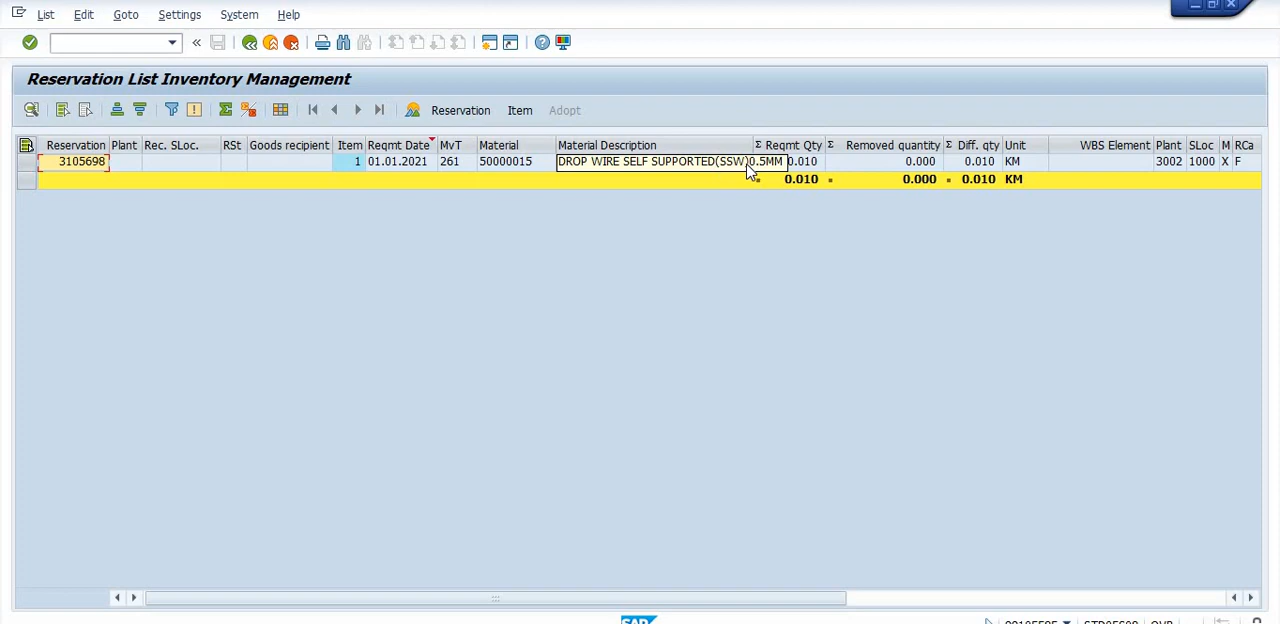 List Edit Goto Settings System Help
Reservation List Inventory Management
Reservation Item Adopt
Reservation Plant Rec. SLoc. RSt Goods recipient Item Reqmt Date MvT Material Material Description Σ Reqmt Qty Σ Removed quantity Σ Diff. qty Unit WBS Element Plant SLoc M RCa
3105698 1 01.01.2021 261 50000015 DROP WIRE SELF SUPPORTED(SSW)0.5MM 0.010 0.000 0.010 KM 3002 1000 X F
0.010 0.000 0.010 KM
SAP